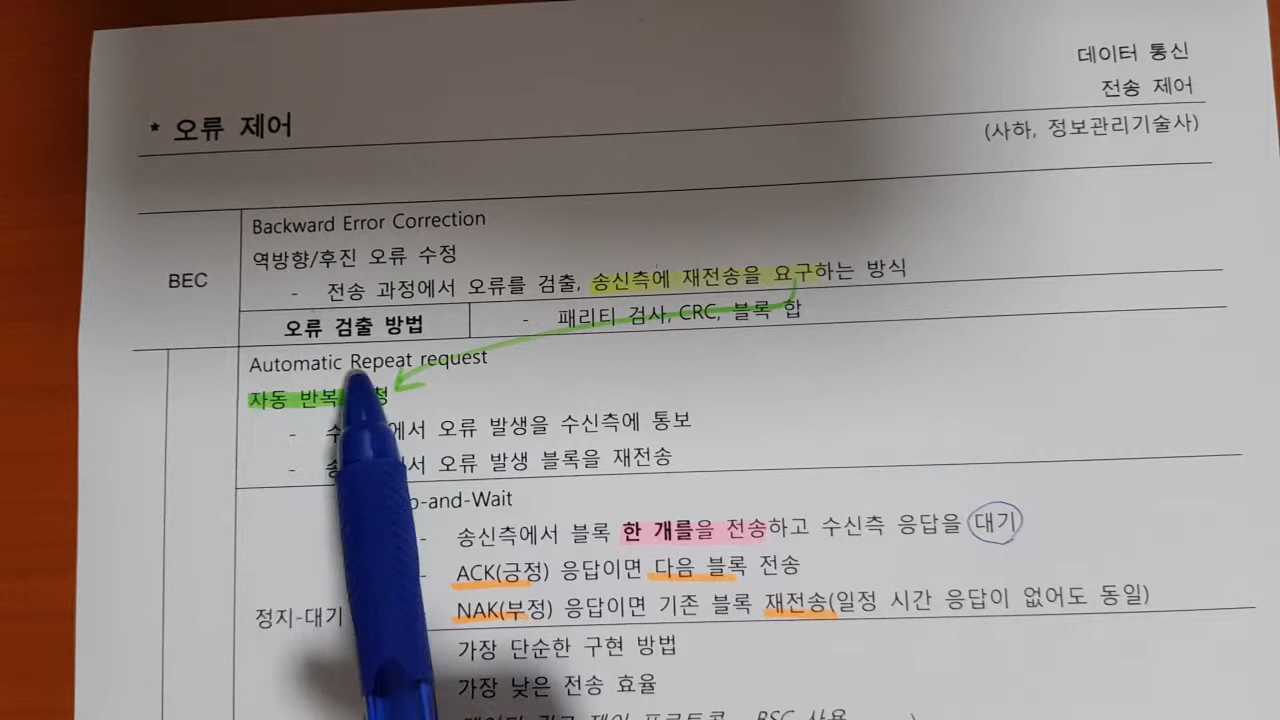 데이터 통신
전송 제어
* 오류 제어
(사하, 정보관리기술사)
BEC
Backward Error Correction
역방향/후진 오류 수정
- 전송 과정에서 오류를 검출, 송신측에 재전송을 요구하는 방식
오류 검출 방법
- 패리티 검사, CRC, 블록 합
Automatic Repeat request
자동 반복 청
- 수 에서 오류 발생을 수신측에 통보
- 송 서 오류 발생 블록을 재전송
정지-대기
-and-Wait
- 송신측에서 블록 한 개를을 전송하고 수신측 응답을 대기
- ACK(긍정) 응답이면 다음 블록 전송
NAK(부정) 응답이면 기존 블록 재전송(일정 시간 응답이 없어도 동일)
가장 단순한 구현 방법
가장 낮은 전송 효율